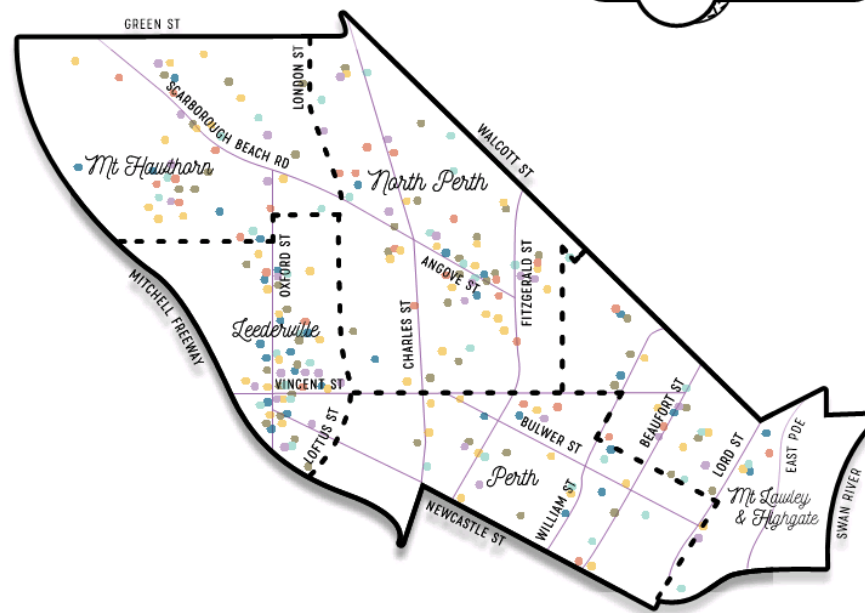 GREEN ST
LONDON ST
SCARBOROUGH BEACH RD
WALCOTT ST
Mt Hawthorn
North Perth
OXFORD ST
ANGOVE ST
FITZGERALD ST
MITCHELL FREEWAY
Leederville
CHARLES ST
VINCENT ST
LOFTUS ST
BULWER ST
BEAUFORT ST
LORD ST
EAST PDE
SWAN RIVER
Perth
WILLIAM ST
NEWCASTLE ST
Mt Lawley
& Highgate